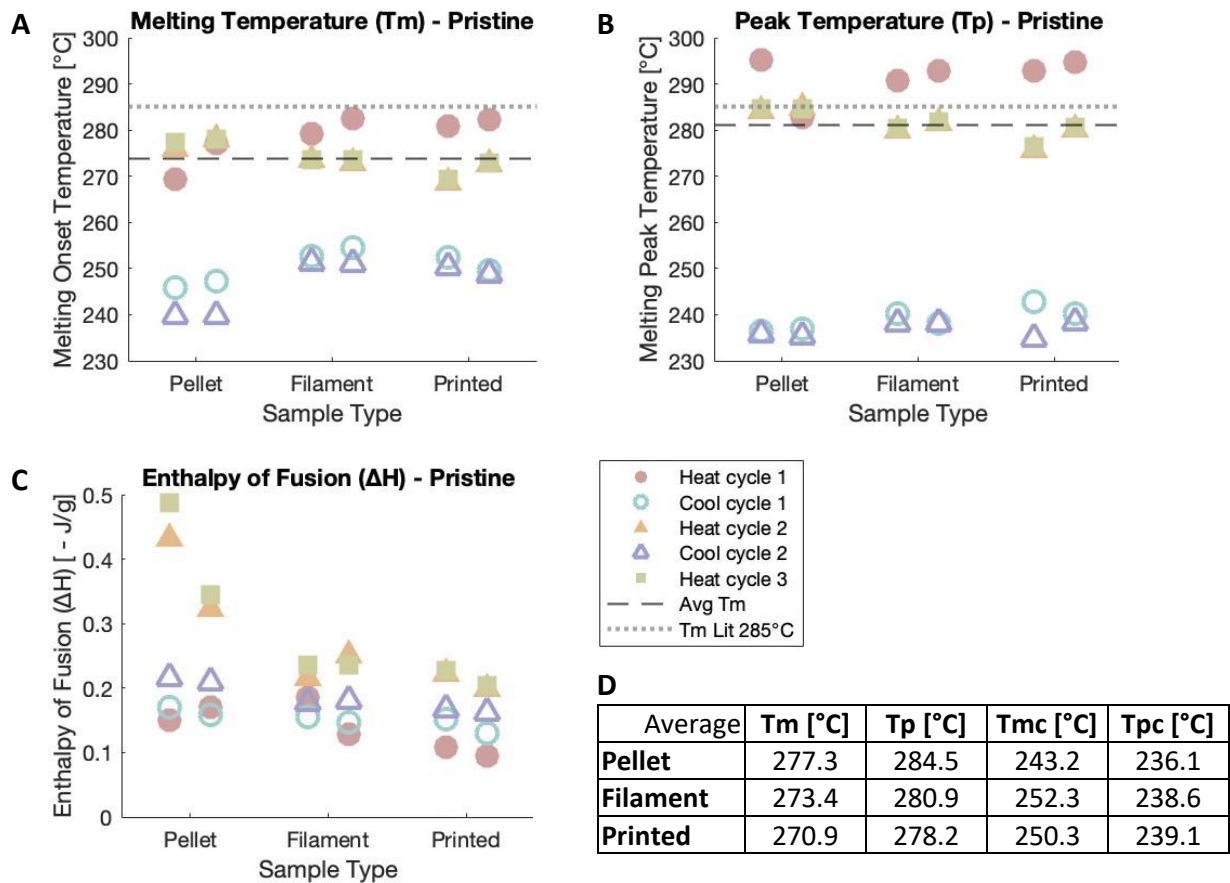 A
Melting Temperature (Tm) - Pristine
Melting Onset Temperature [°C]
300
290
280
270
260
250
240
230
Pellet Filament Printed
Sample Type
B
Peak Temperature (Tp) - Pristine
Melting Peak Temperature [°C]
300
290
280
270
260
250
240
230
Pellet Filament Printed
Sample Type
C
Enthalpy of Fusion (ΔH) - Pristine
Enthalpy of Fusion (ΔH) [ - J/g]
0.5
0.4
0.3
0.2
0.1
0
Pellet Filament Printed
Sample Type
Heat cycle 1
Cool cycle 1
Heat cycle 2
Cool cycle 2
Heat cycle 3
Avg Tm
Tm Lit 285°C
D
Average Tm [°C] Tp [°C] Tmc [°C] Tpc [°C]
Pellet 277.3 284.5 243.2 236.1
Filament 273.4 280.9 252.3 238.6
Printed 270.9 278.2 250.3 239.1